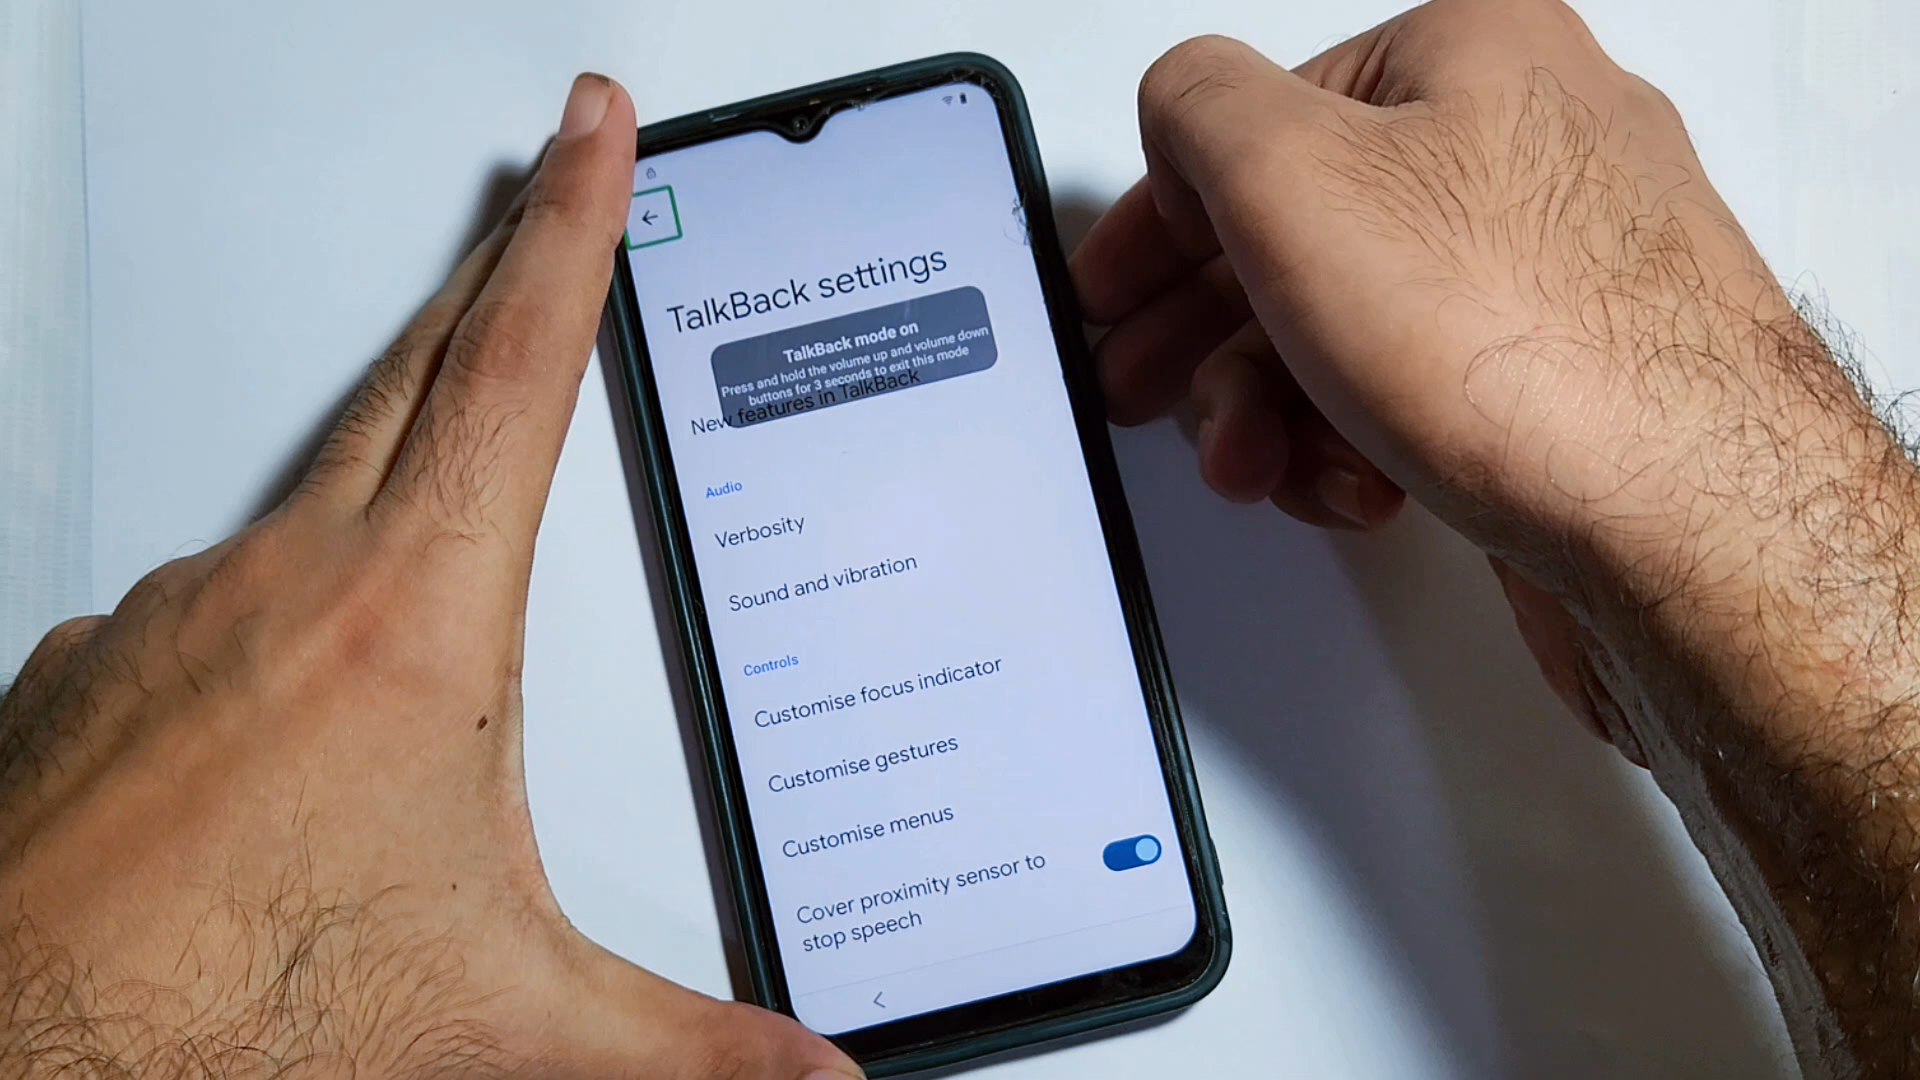 TalkBack settings
TalkBack mode on
Press and hold the volume up and volume down
buttons for 3 seconds to exit this mode
New features in TalkBack
Audio
Verbosity
Sound and vibration
Controls
Customise focus indicator
Customise gestures
Customise menus
Cover proximity sensor to
stop speech